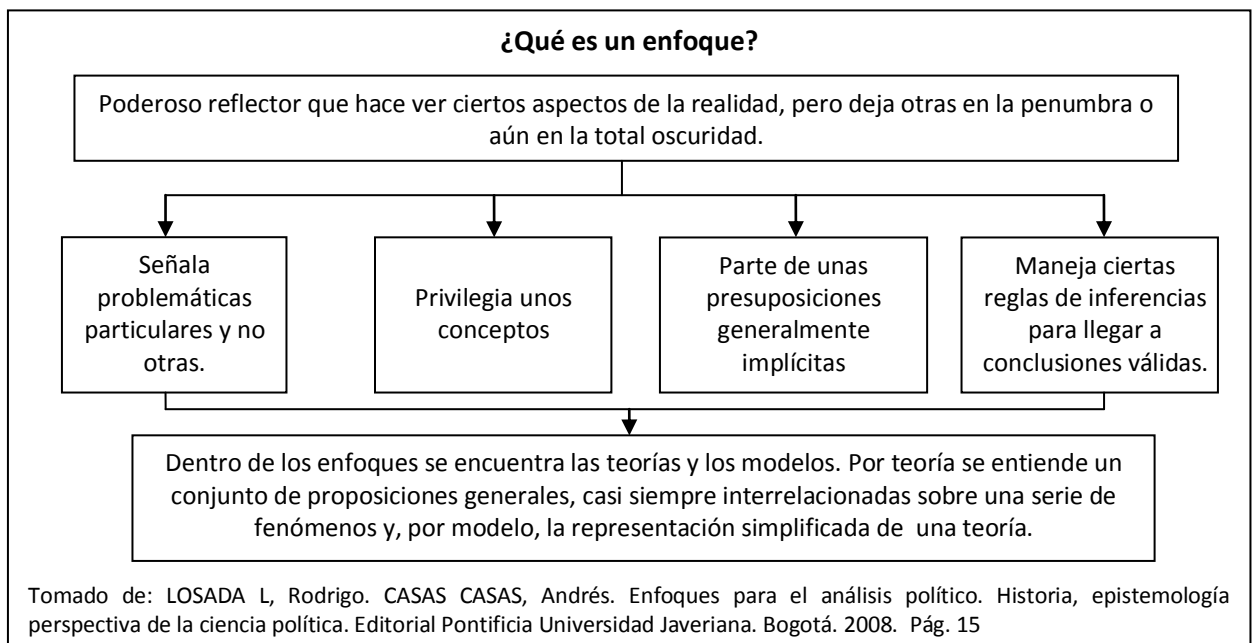 ¿Qué es un enfoque?
Poderoso reflector que hace ver ciertos aspectos de la realidad, pero deja otras en la penumbra o
aún en la total oscuridad.
Señala
problemáticas
particulares y no
otras.
Privilegia unos
conceptos
Parte de unas
presuposiciones
generalmente
implícitas
Maneja ciertas
reglas de inferencias
para llegar a
conclusiones válidas.
Dentro de los enfoques se encuentra las teorías y los modelos. Por teoría se entiende un
conjunto de proposiciones generales, casi siempre interrelacionadas sobre una serie de
fenómenos y, por modelo, la representación simplificada de una teoría.
Tomado de: LOSADA L, Rodrigo. CASAS CASAS, Andrés. Enfoques para el análisis político. Historia, epistemología
perspectiva de la ciencia política. Editorial Pontificia Universidad Javeriana. Bogotá. 2008. Pág. 15